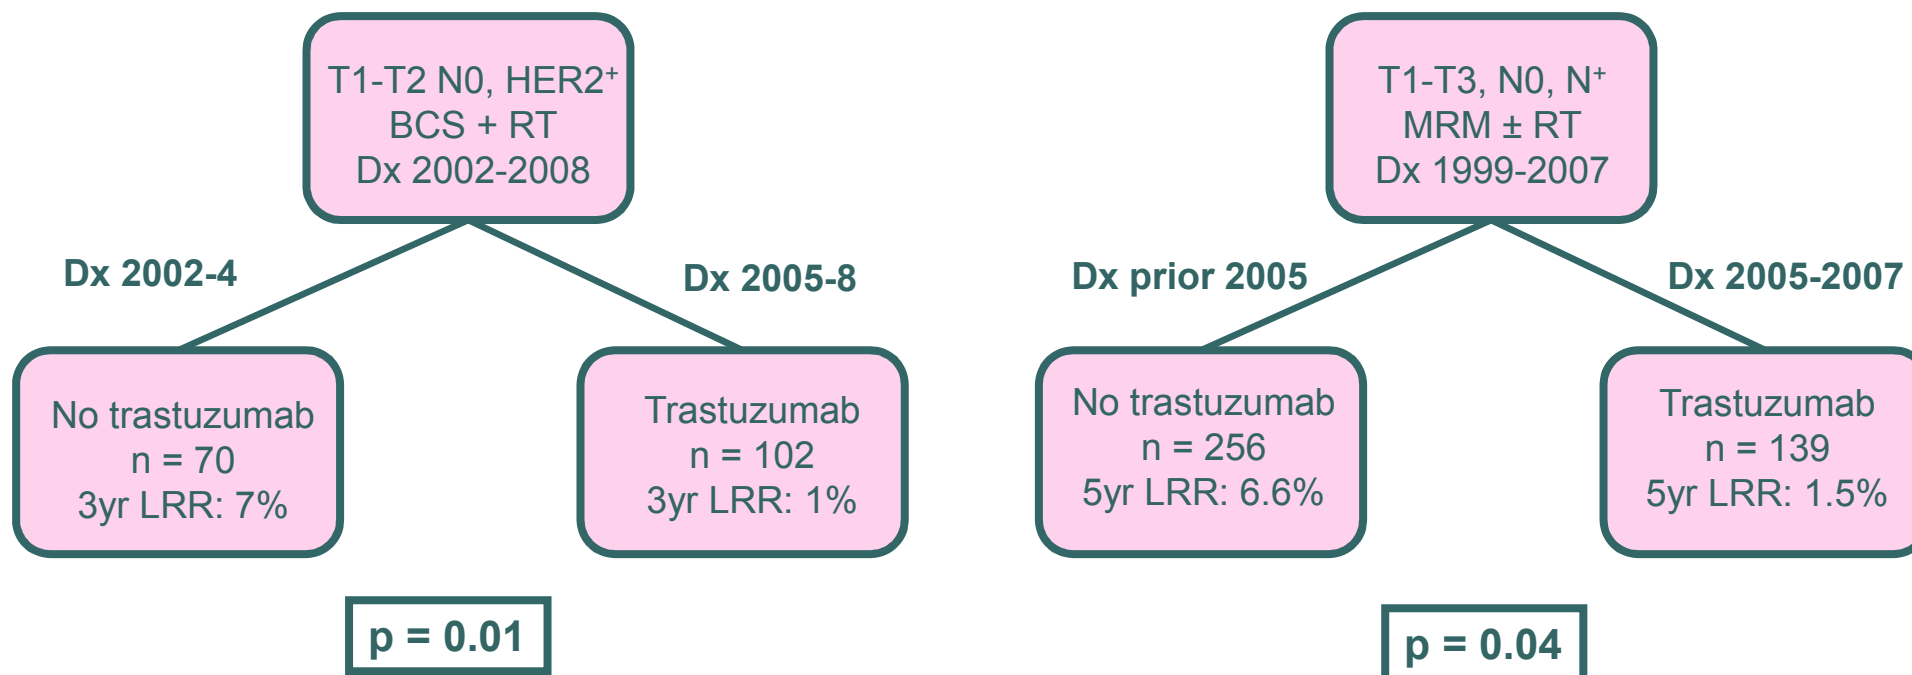 T1-T2 N0, HER2⁺
BCS + RT
Dx 2002-2008
Dx 2002-4
Dx 2005-8
No trastuzumab
n = 70
3yr LRR: 7%
Trastuzumab
n = 102
3yr LRR: 1%
p = 0.01
T1-T3, N0, N⁺
MRM ± RT
Dx 1999-2007
Dx prior 2005
Dx 2005-2007
No trastuzumab
n = 256
5yr LRR: 6.6%
Trastuzumab
n = 139
5yr LRR: 1.5%
p = 0.04